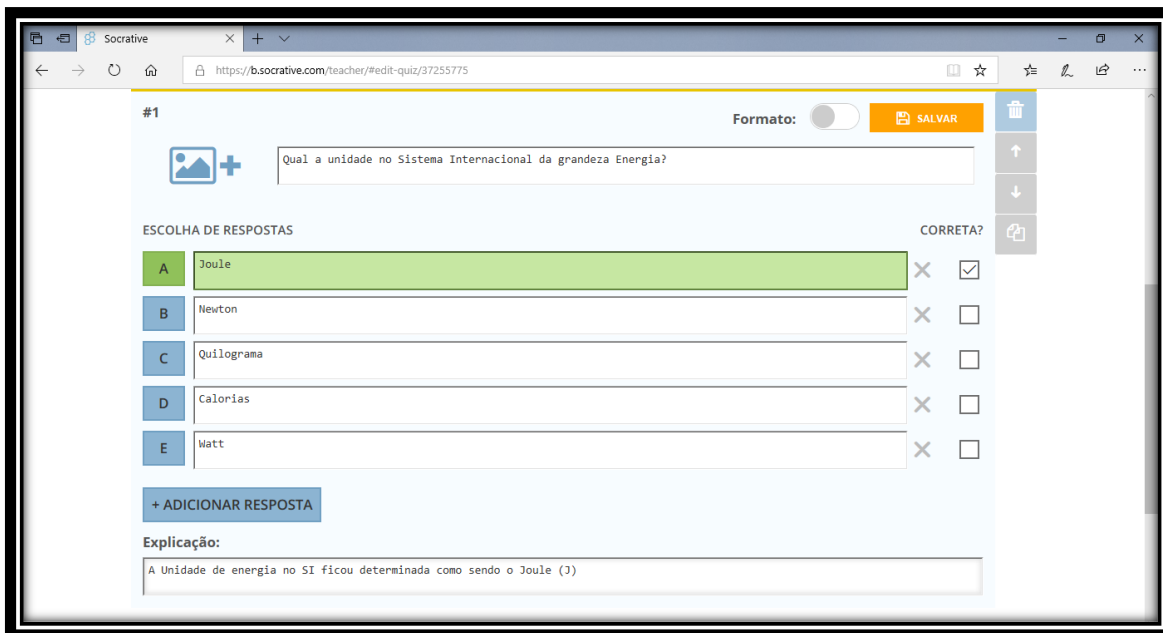 Socrative
https://b.socrative.com/teacher/#edit-quiz/37255775
#1
Formato:
SALVAR
Qual a unidade no Sistema Internacional da grandeza Energia?
ESCOLHA DE RESPOSTAS
CORRETA?
A
Joule
B
Newton
C
Quilograma
D
Calorias
E
Watt
+ ADICIONAR RESPOSTA
Explicação:
A Unidade de energia no SI ficou determinada como sendo o Joule (J)